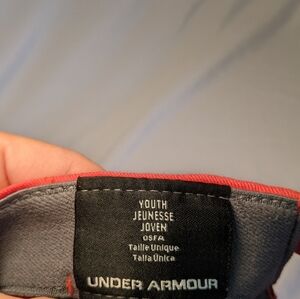 YOUTH
JEUNESSE
JOVEN
OSFA
Taille Unique
Talla Única
UNDER ARMOUR